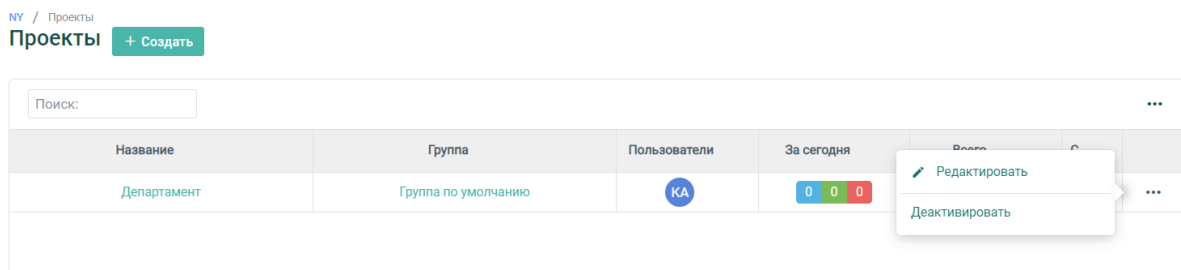 NY / Проекты
Проекты + Создать
Поиск:
Название Группа Пользователи За сегодня
Департамент Группа по умолчанию KA 0 0 0
Редактировать
Деактивировать